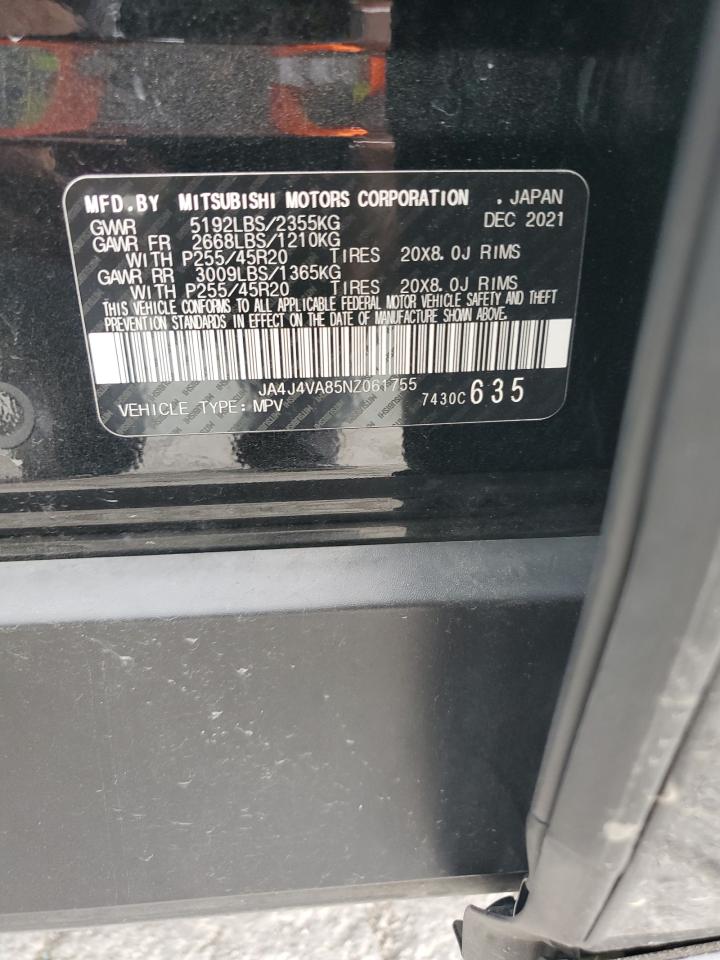 MFD.BY MITSUBISHI MOTORS CORPORATION . JAPAN
GVWR 5192LBS/2355KG DEC 2021
GAWR FR 2668LBS/1210KG
WITH P255/45R20 TIRES 20X8.0J RIMS
GAWR RR 3009LBS/1365KG
WITH P255/45R20 TIRES 20X8.0J RIMS
THIS VEHICLE CONFORMS TO ALL APPLICABLE FEDERAL MOTOR VEHICLE SAFETY AND THEFT
PREVENTION STANDARDS IN EFFECT ON THE DATE OF MANUFACTURE SHOWN ABOVE.
JA4J4VA85NZ061755
VEHICLE TYPE: MPV 7430C 635